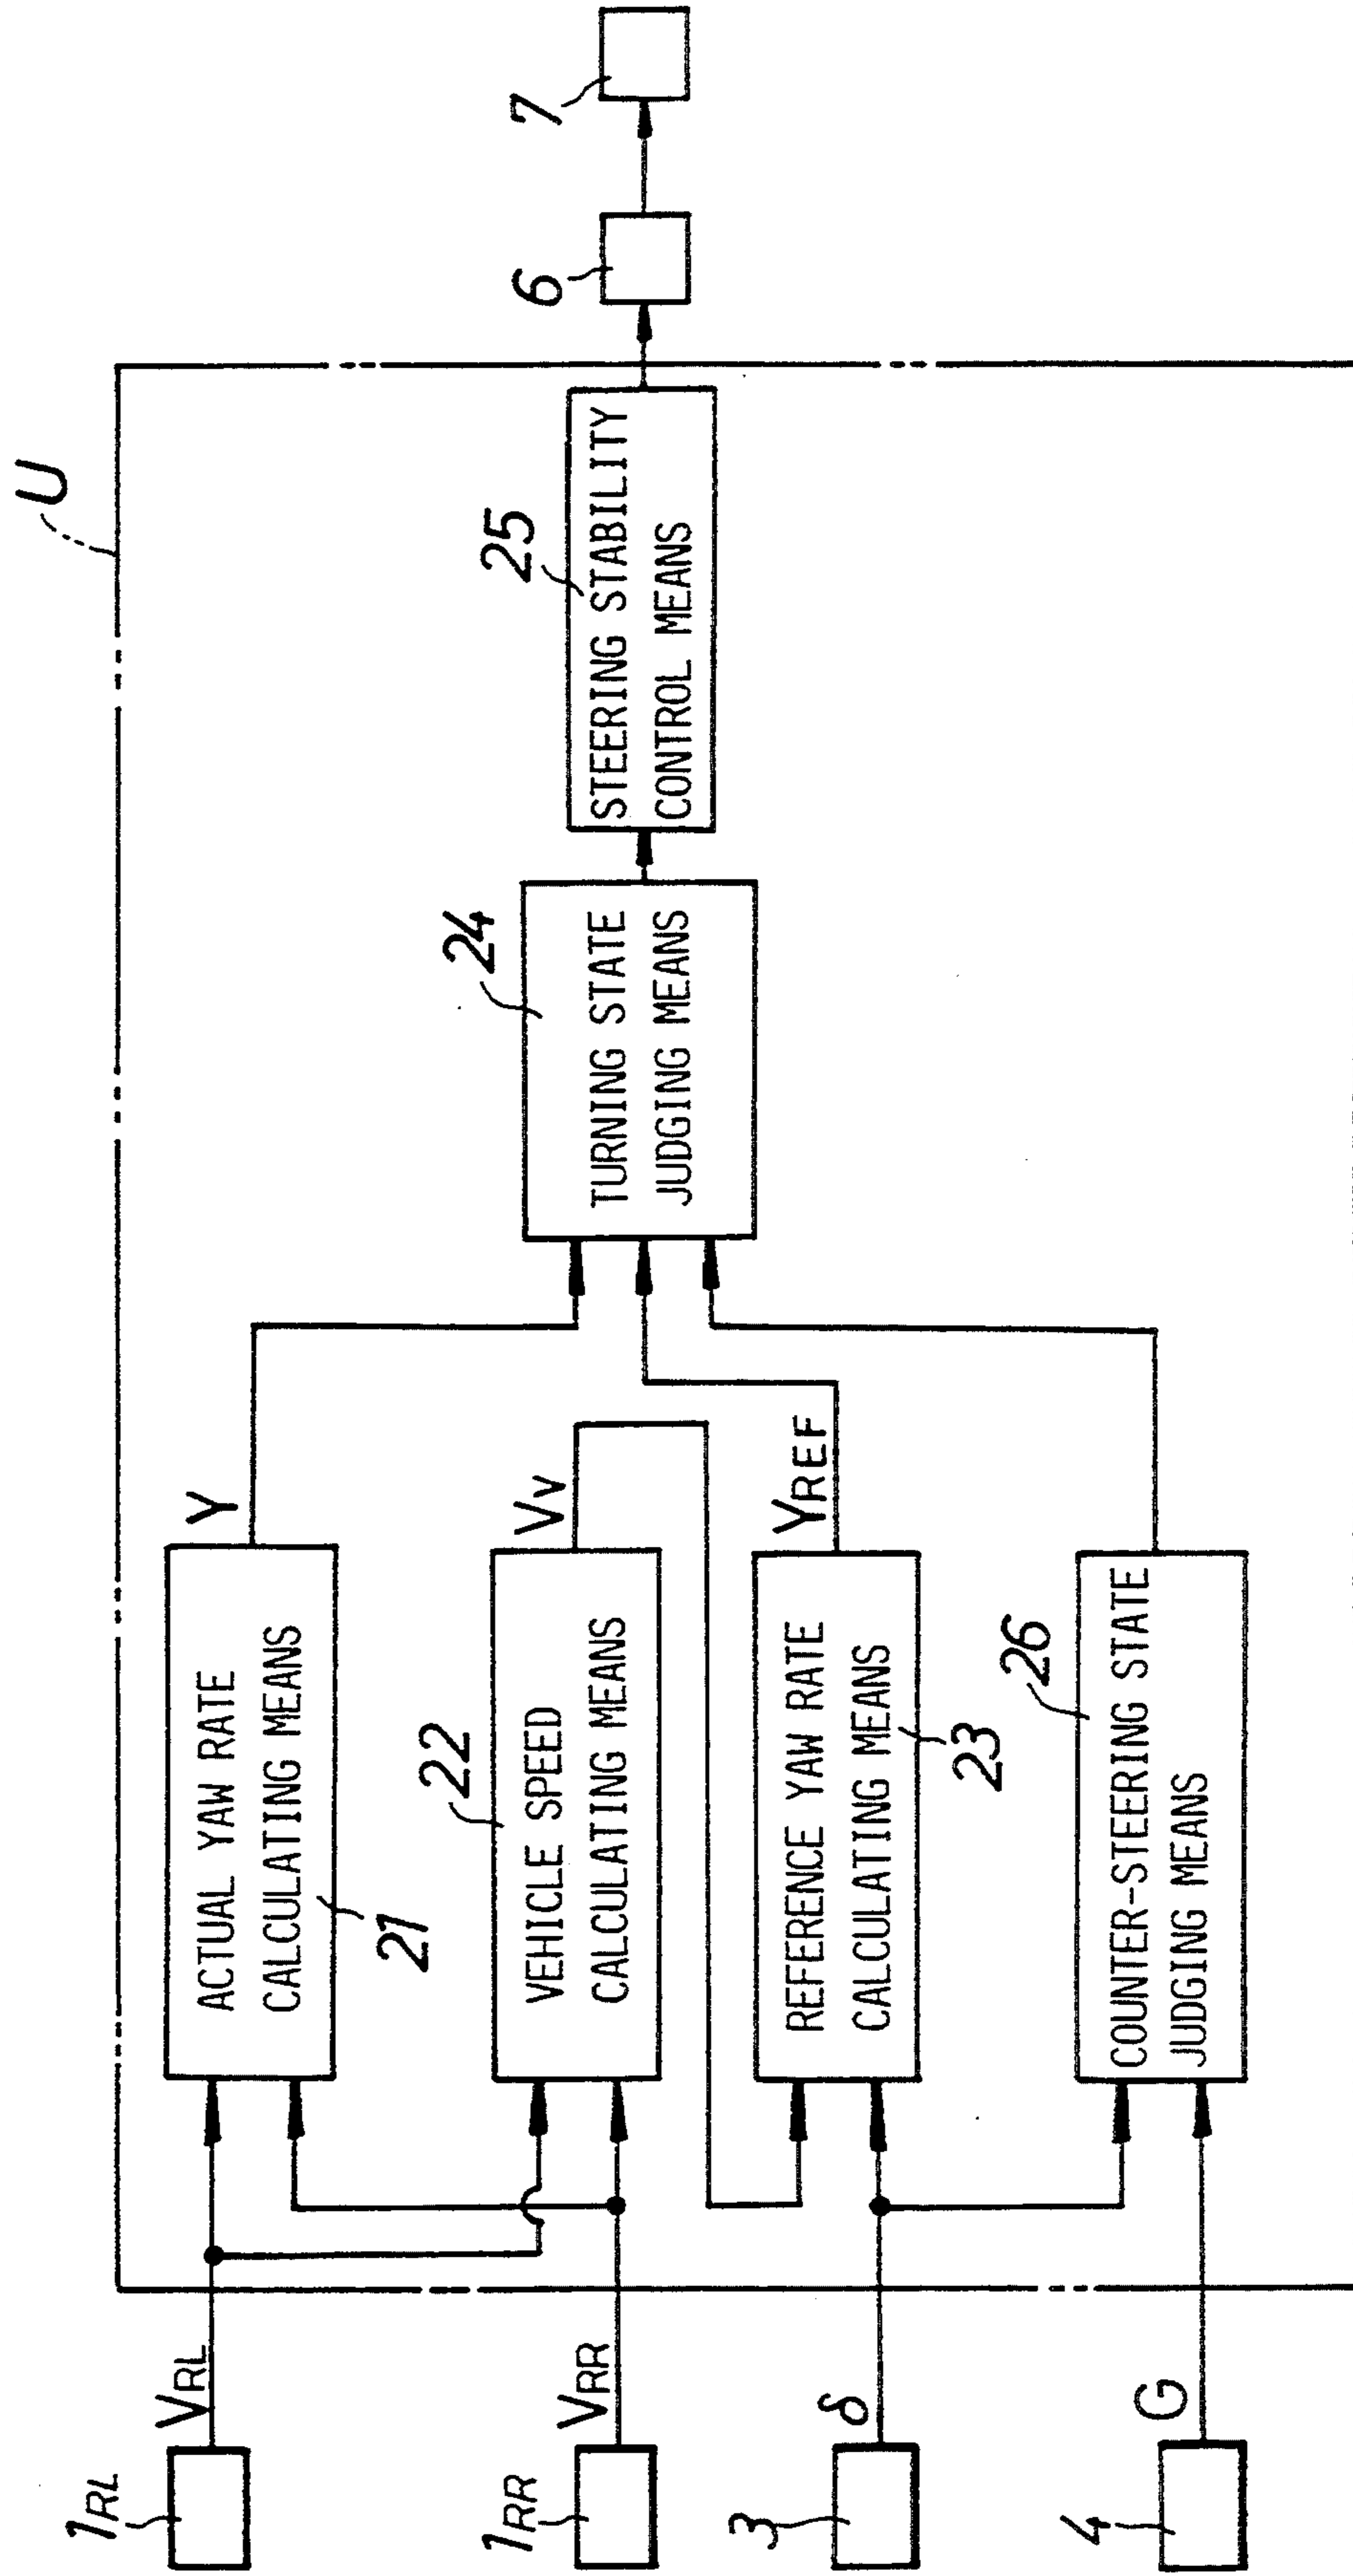 U
1RL
VRL
ACTUAL YAW RATE
CALCULATING MEANS
21
Y
1RR
VRR
22
VEHICLE SPEED
CALCULATING MEANS
Vv
24
TURNING STATE
JUDGING MEANS
25
STEERING STABILITY
CONTROL MEANS
6
7
3
δ
REFERENCE YAW RATE
CALCULATING MEANS
23
YREF
4
G
26
COUNTER-STEERING STATE
JUDGING MEANS